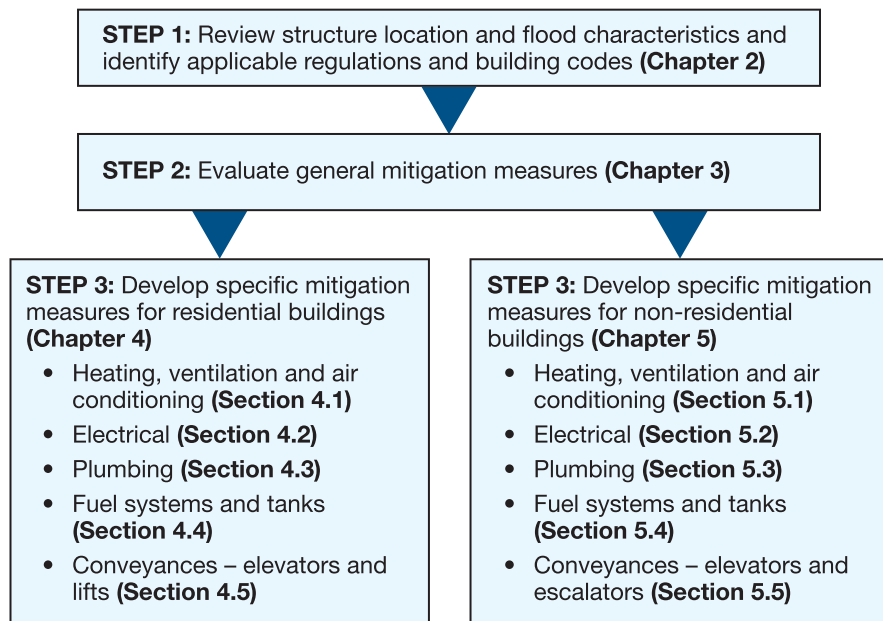 STEP 1: Review structure location and flood characteristics and
identify applicable regulations and building codes (Chapter 2)
STEP 2: Evaluate general mitigation measures (Chapter 3)
STEP 3: Develop specific mitigation
measures for residential buildings
(Chapter 4)
• Heating, ventilation and air
conditioning (Section 4.1)
• Electrical (Section 4.2)
• Plumbing (Section 4.3)
• Fuel systems and tanks
(Section 4.4)
• Conveyances – elevators and
lifts (Section 4.5)
STEP 3: Develop specific mitigation
measures for non-residential
buildings (Chapter 5)
• Heating, ventilation and air
conditioning (Section 5.1)
• Electrical (Section 5.2)
• Plumbing (Section 5.3)
• Fuel systems and tanks
(Section 5.4)
• Conveyances – elevators and
escalators (Section 5.5)